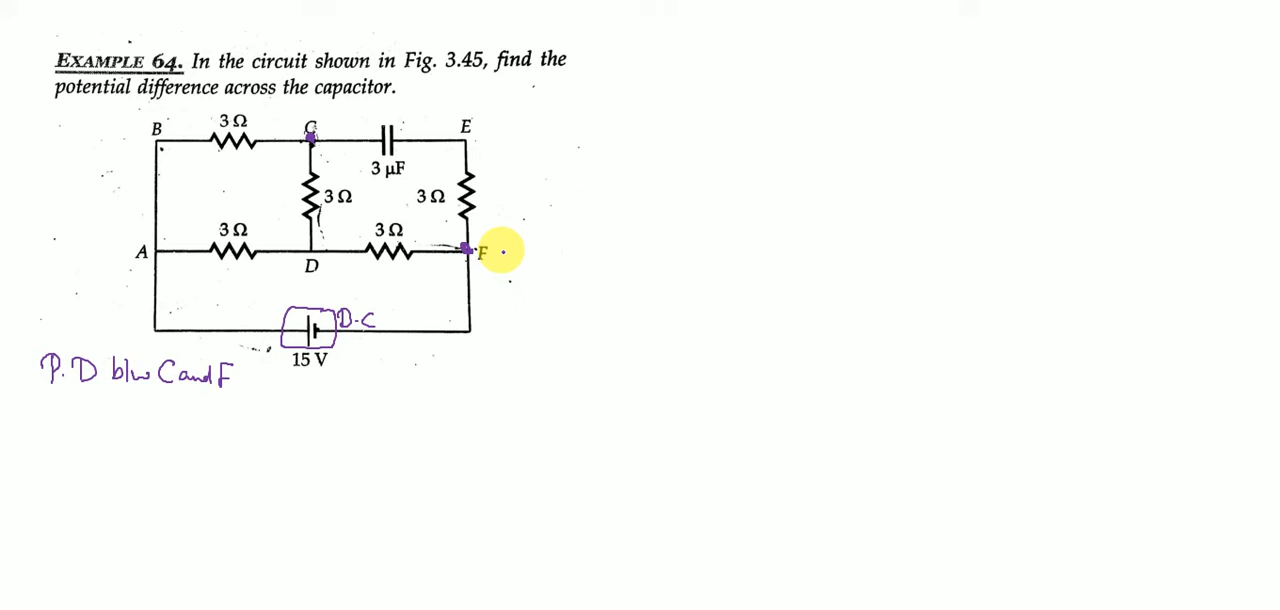 EXAMPLE 64. In the circuit shown in Fig. 3.45, find the
potential difference across the capacitor.
B 3 Ω C E
3 μF
3 Ω 3 Ω
3 Ω 3 Ω
A D F
D.C
15 V
P.D b/w C and F